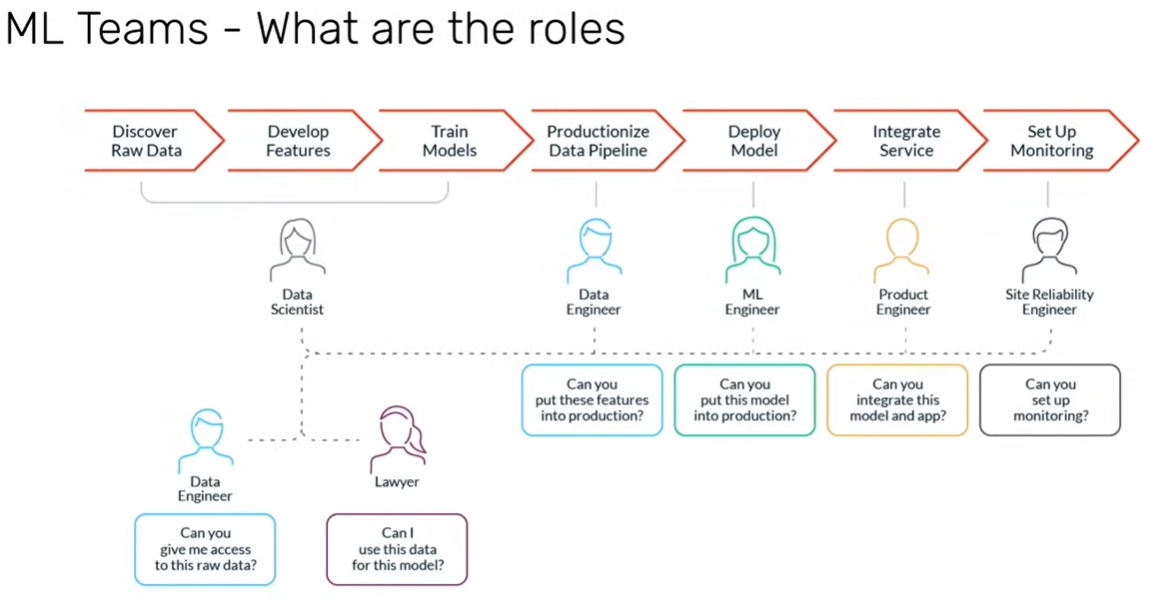 ML Teams - What are the roles
Discover
Raw Data
Develop
Features
Train
Models
Productionize
Data Pipeline
Deploy
Model
Integrate
Service
Set Up
Monitoring
Data
Scientist
Data
Engineer
ML
Engineer
Product
Engineer
Site Reliability
Engineer
Can you
put these features
into production?
Can you
put this model
into production?
Can you
integrate this
model and app?
Can you
set up
monitoring?
Data
Engineer
Lawyer
Can you
give me access
to this raw data?
Can I
use this data
for this model?